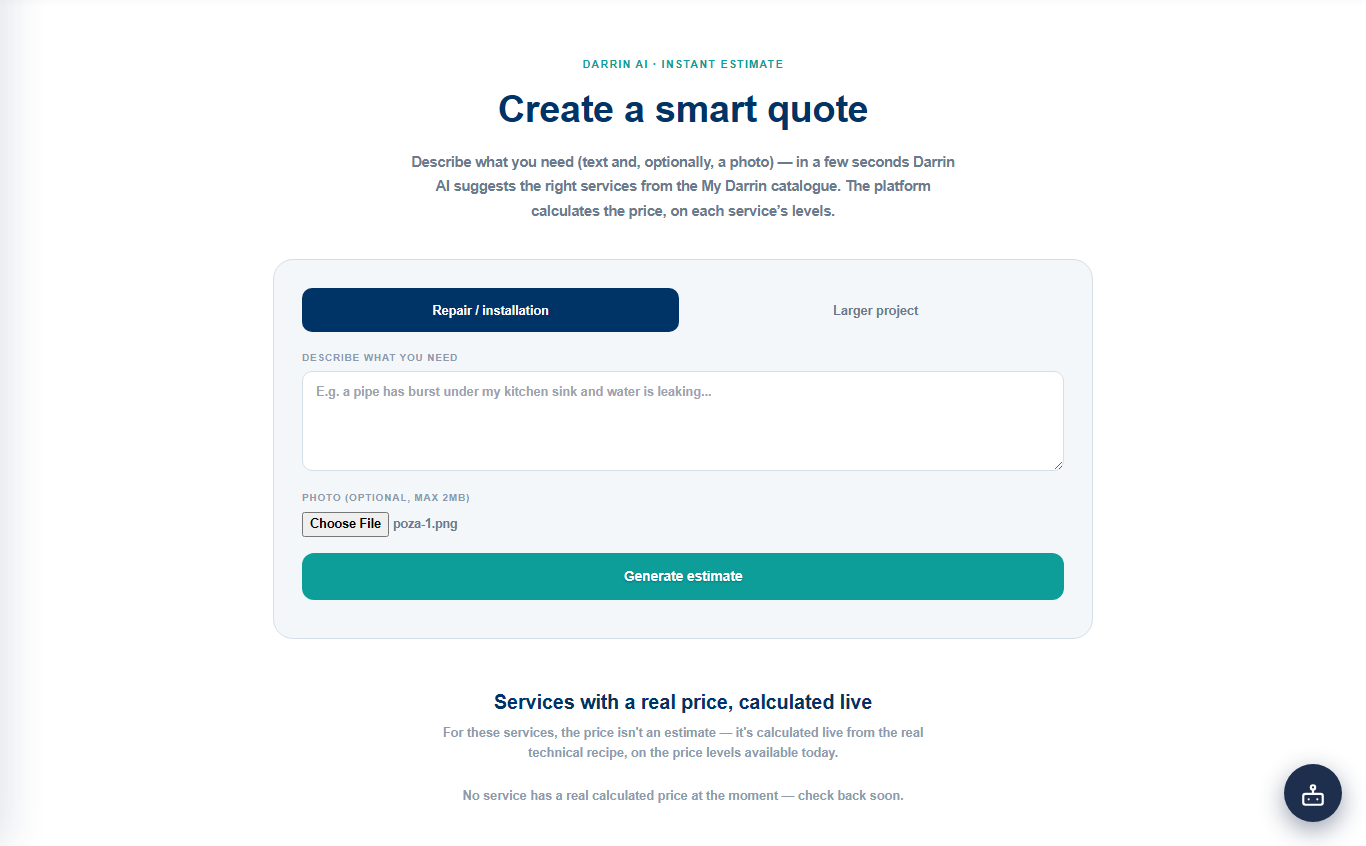 DARRIN AI · INSTANT ESTIMATE
Create a smart quote
Describe what you need (text and, optionally, a photo) — in a few seconds Darrin
AI suggests the right services from the My Darrin catalogue. The platform
calculates the price, on each service’s levels.
Repair / installation
Larger project
DESCRIBE WHAT YOU NEED
E.g. a pipe has burst under my kitchen sink and water is leaking...
PHOTO (OPTIONAL, MAX 2MB)
Choose File poza-1.png
Generate estimate
Services with a real price, calculated live
For these services, the price isn't an estimate — it's calculated live from the real
technical recipe, on the price levels available today.
No service has a real calculated price at the moment — check back soon.